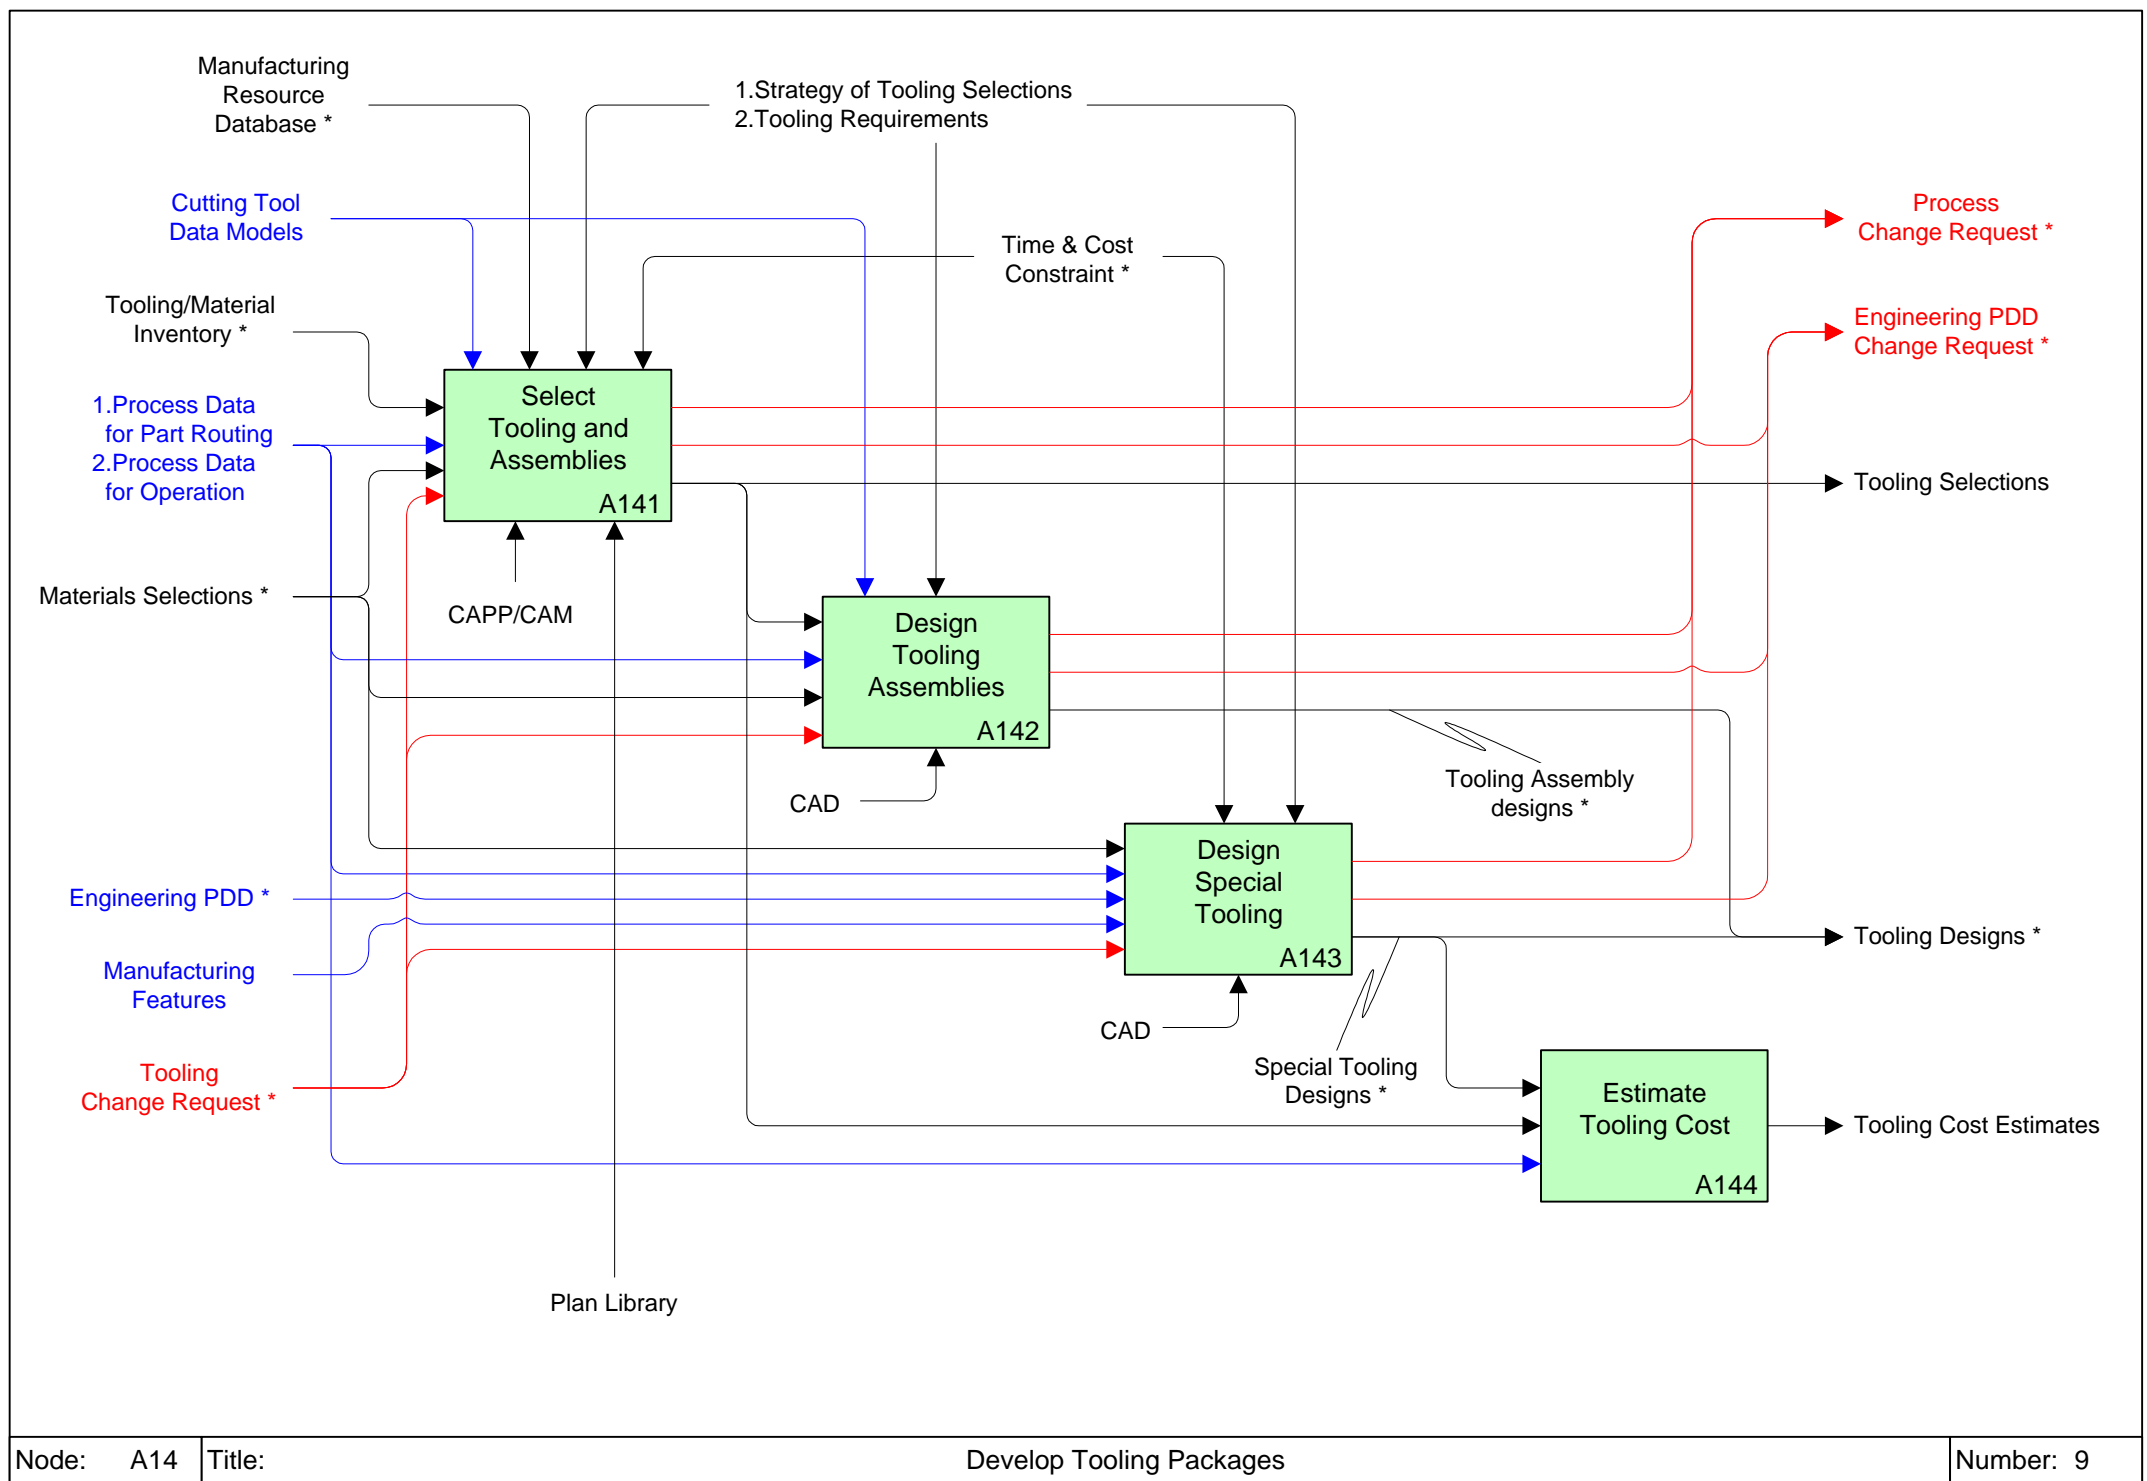 Manufacturing
Resource
Database *
1.Strategy of Tooling Selections
2.Tooling Requirements
Cutting Tool
Data Models
Process
Change Request *
Time & Cost
Constraint *
Tooling/Material
Inventory *
Engineering PDD
Change Request *
1.Process Data
for Part Routing
2.Process Data
for Operation
Select
Tooling and
Assemblies
A141
Tooling Selections
Materials Selections *
CAPP/CAM
Design
Tooling
Assemblies
A142
CAD
Tooling Assembly
designs *
Design
Special
Tooling
A143
Engineering PDD *
Manufacturing
Features
Tooling Designs *
CAD
Special Tooling
Designs *
Tooling
Change Request *
Estimate
Tooling Cost
A144
Tooling Cost Estimates
Plan Library
Node: A14
Title: Develop Tooling Packages
Number: 9